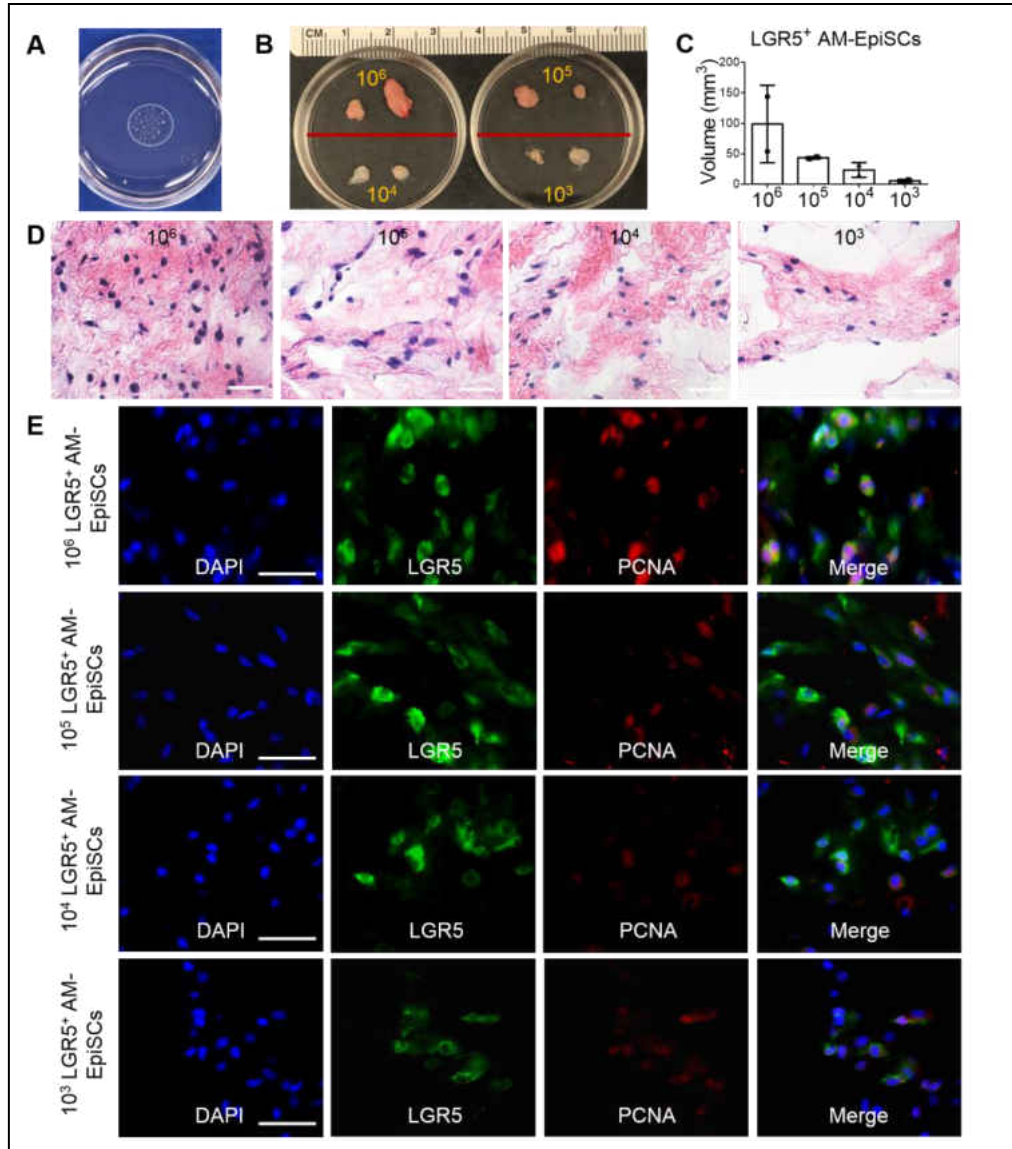 A
B
CM 1 2 3 4 5 6 7
10⁶
10⁵
10⁴
10³
C
LGR5⁺ AM-EpiSCs
Volume (mm³)
200
150
100
50
0
10⁶ 10⁵ 10⁴ 10³
D
10⁶ 10⁵ 10⁴ 10³
E
10⁶ LGR5⁺ AM-
EpiSCs
DAPI LGR5 PCNA Merge
10⁵ LGR5⁺ AM-
EpiSCs
DAPI LGR5 PCNA Merge
10⁴ LGR5⁺ AM-
EpiSCs
DAPI LGR5 PCNA Merge
10³ LGR5⁺ AM-
EpiSCs
DAPI LGR5 PCNA Merge